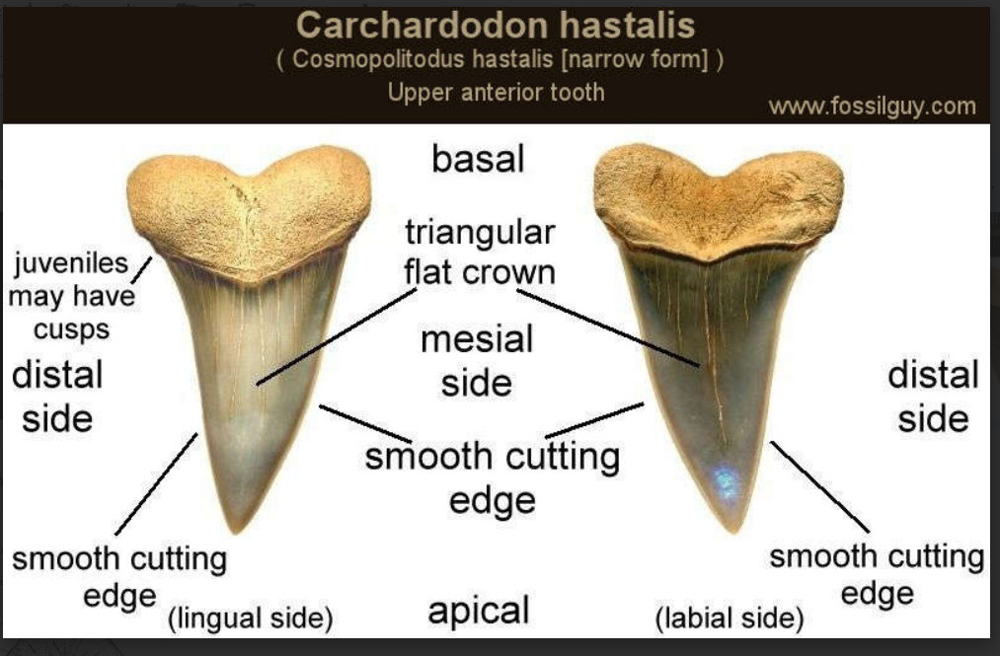 Carchardodon hastalis
( Cosmopolitodus hastalis [narrow form] )
Upper anterior tooth
www.fossilguy.com
basal
triangular
flat crown
juveniles
may have
cusps
mesial
side
distal
side
distal
side
smooth cutting
edge
smooth cutting
edge
smooth cutting
edge
(lingual side)
apical
(labial side)